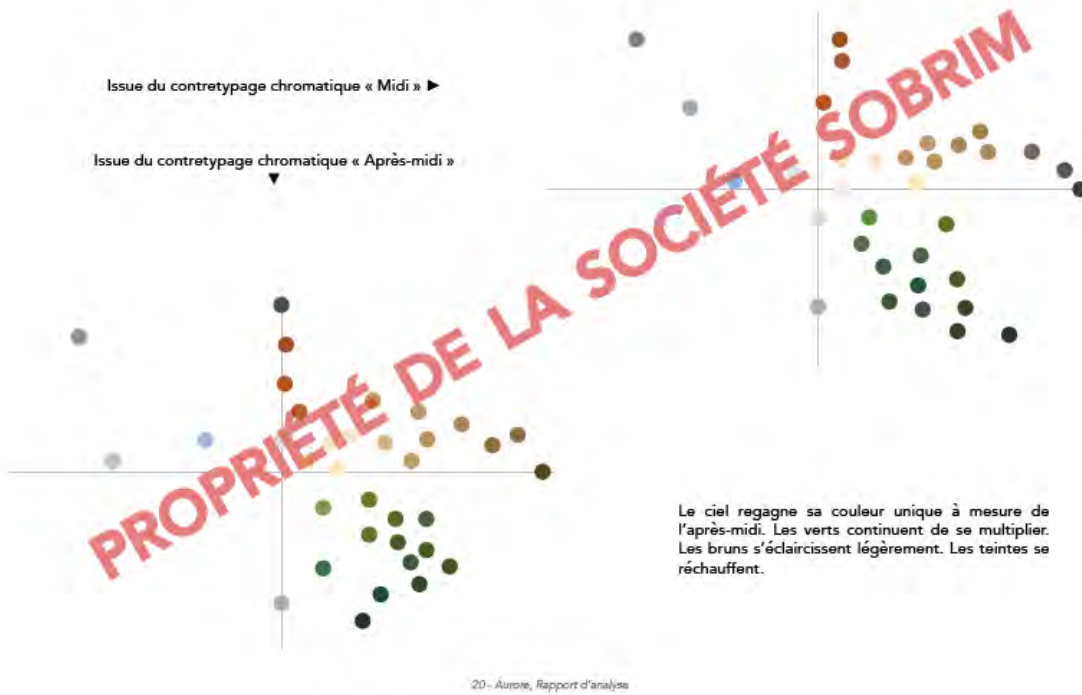 Issue du contretypage chromatique « Midi » ►
Issue du contretypage chromatique « Après-midi »
▼
PROPRIÉTÉ DE LA SOCIÉTÉ SOBRIM
Le ciel regagne sa couleur unique à mesure de
l'après-midi. Les verts continuent de se multiplier.
Les bruns s'éclaircissent légèrement. Les teintes se
réchauffent.
20 - Aurore, Rapport d'analyse